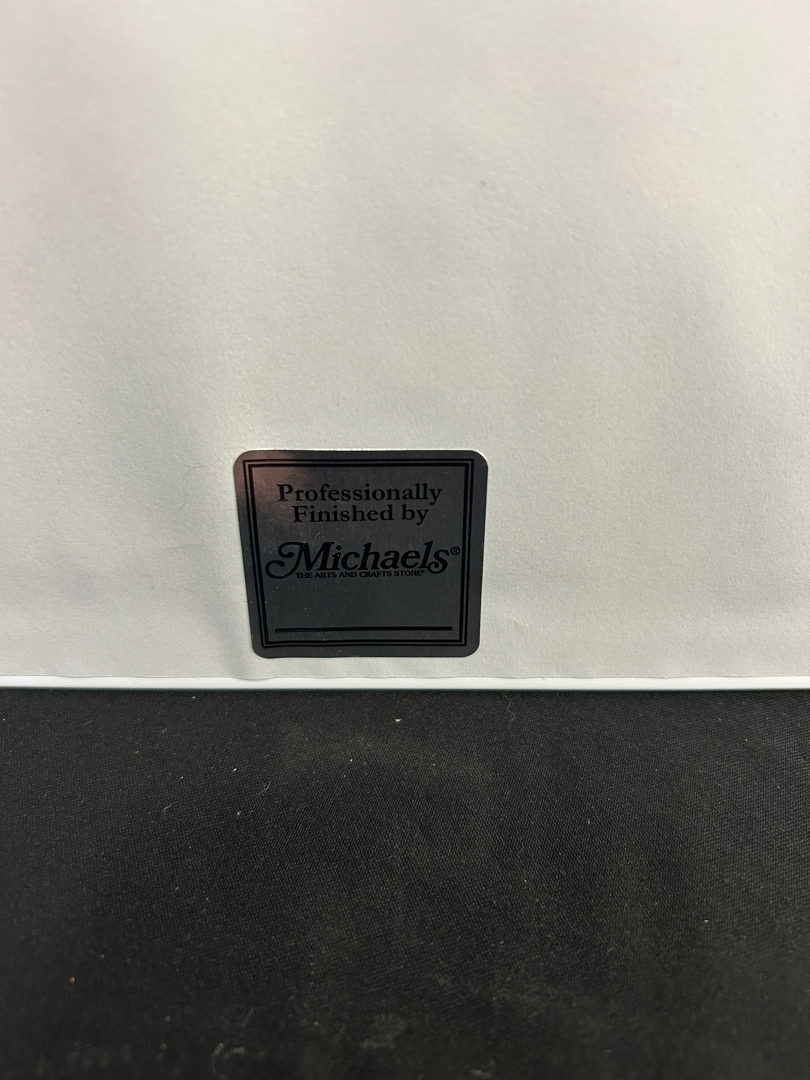 Professionally
Finished by
Michaels®
THE ARTS AND CRAFTS STORE®